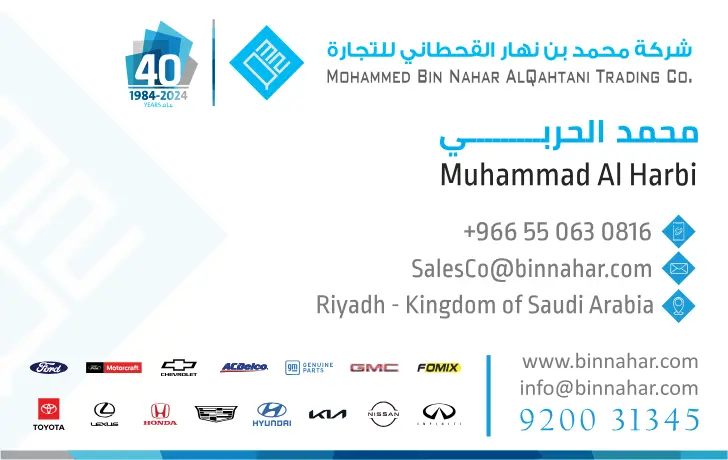 40
1984-2024
YEARS عام
شركة محمد بن نهار القحطاني للتجارة
MOHAMMED BIN NAHAR ALQAHTANI TRADING CO.
محمد الحربـــــــــي
Muhammad Al Harbi
+966 55 063 0816
SalesCo@binnahar.com
Riyadh - Kingdom of Saudi Arabia
Ford Motorcraft CHEVROLET ACDelco gm GENUINE PARTS GMC FOMIX
TOYOTA LEXUS HONDA HYUNDAI KIA NISSAN INFINITI
www.binnahar.com
info@binnahar.com
9200 31345